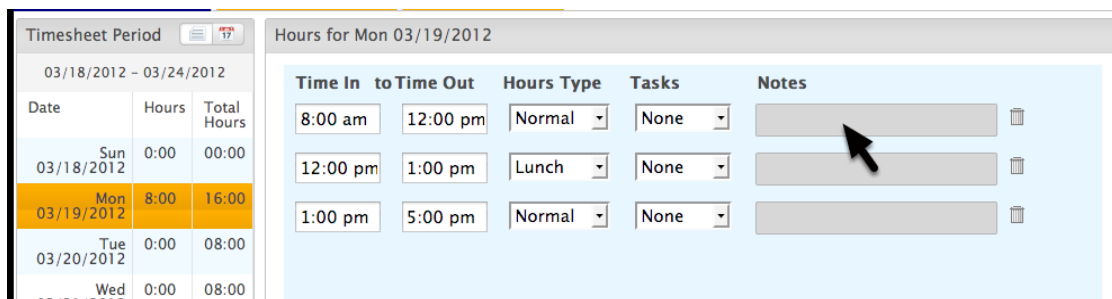 Timesheet Period 17
03/18/2012 – 03/24/2012
Date Hours Total
Hours
Sun 0:00 00:00
03/18/2012
Mon 8:00 16:00
03/19/2012
Tue 0:00 08:00
03/20/2012
Wed 0:00 08:00
Hours for Mon 03/19/2012
Time In to Time Out Hours Type Tasks Notes
8:00 am 12:00 pm Normal None
12:00 pm 1:00 pm Lunch None
1:00 pm 5:00 pm Normal None